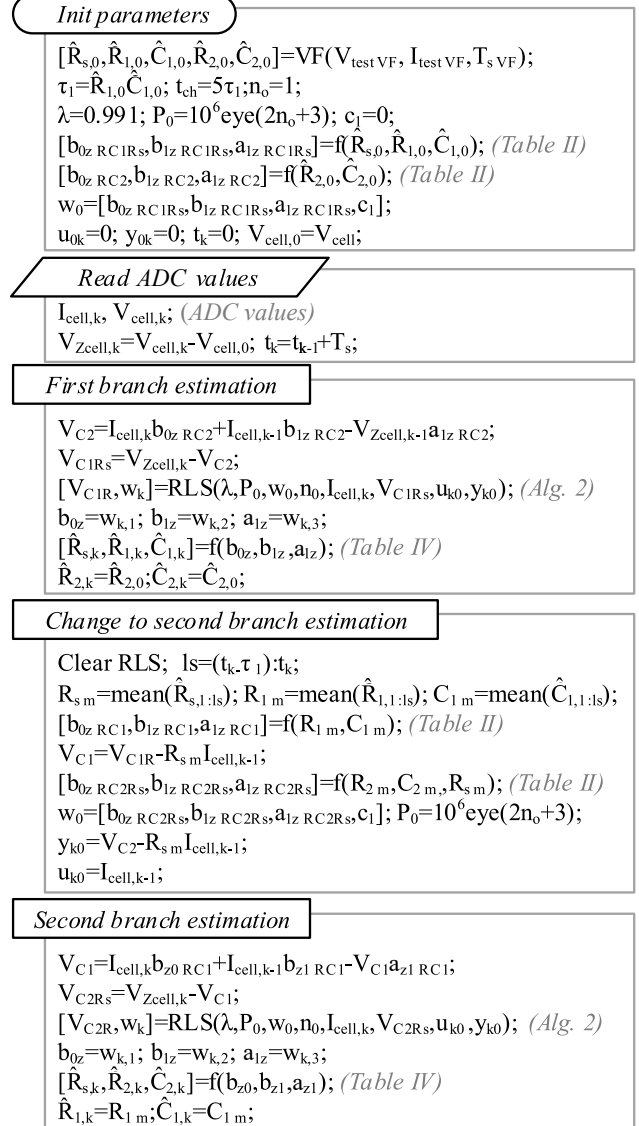 Init parameters
[R̂s,0,R̂1,0,Ĉ1,0,R̂2,0,Ĉ2,0]=VF(Vtest VF, Itest VF,Ts VF);
τ1=R̂1,0Ĉ1,0; tch=5τ1;no=1;
λ=0.991; P0=10^6eye(2no+3); c1=0;
[b0z RC1Rs,b1z RC1Rs,a1z RC1Rs]=f(R̂s,0,R̂1,0,Ĉ1,0); (Table II)
[b0z RC2,b1z RC2,a1z RC2]=f(R̂2,0,Ĉ2,0); (Table II)
w0=[b0z RC1Rs,b1z RC1Rs,a1z RC1Rs,c1];
u0k=0; y0k=0; tk=0; Vcell,0=Vcell;
Read ADC values
Icell,k, Vcell,k; (ADC values)
VZcell,k=Vcell,k-Vcell,0; tk=tk-1+Ts;
First branch estimation
VC2=Icell,kb0z RC2+Icell,k-1b1z RC2-VZcell,k-1a1z RC2;
VC1Rs=VZcell,k-VC2;
[VC1R,wk]=RLS(λ,P0,w0,n0,Icell,k,VC1Rs,uk0,yk0); (Alg. 2)
b0z=wk,1; b1z=wk,2; a1z=wk,3;
[R̂s,k,R̂1,k,Ĉ1,k]=f(b0z,b1z,a1z); (Table IV)
R̂2,k=R̂2,0;Ĉ2,k=Ĉ2,0;
Change to second branch estimation
Clear RLS; ls=(tk-τ1):tk;
Rs m=mean(R̂s,1:ls); R1 m=mean(R̂1,1:ls); C1 m=mean(Ĉ1,1:ls);
[b0z RC1,b1z RC1,a1z RC1]=f(R1 m,C1 m); (Table II)
VC1=VC1R-Rs mIcell,k-1;
[b0z RC2Rs,b1z RC2Rs,a1z RC2Rs]=f(R2 m,C2 m,,Rs m); (Table II)
w0=[b0z RC2Rs,b1z RC2Rs,a1z RC2Rs,c1]; P0=10^6eye(2no+3);
yk0=VC2-Rs mIcell,k-1;
uk0=Icell,k-1;
Second branch estimation
VC1=Icell,kbz0 RC1+Icell,k-1bz1 RC1-VC1az1 RC1;
VC2Rs=VZcell,k-VC1;
[VC2R,wk]=RLS(λ,P0,w0,n0,Icell,k,VC2Rs,uk0,yk0); (Alg. 2)
b0z=wk,1; b1z=wk,2; a1z=wk,3;
[R̂s,k,R̂2,k,Ĉ2,k]=f(bz0,bz1,az1); (Table IV)
R̂1,k=R1 m;Ĉ1,k=C1 m;